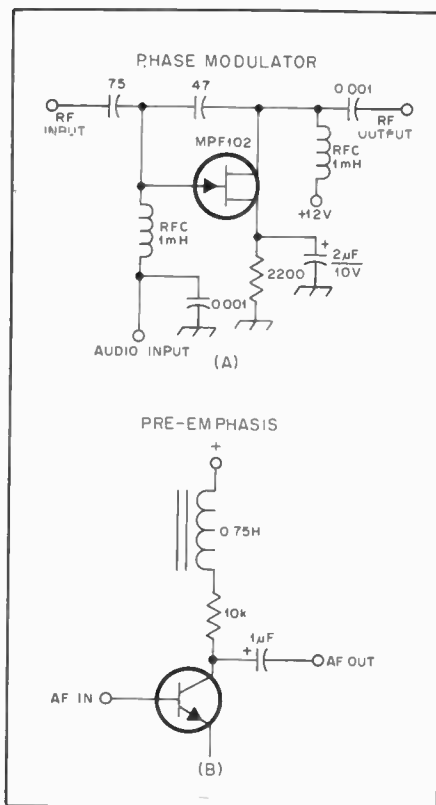 PHASE MODULATOR
75
47
0.001
RF
INPUT
MPF102
RF
OUTPUT
RFC
1mH
+12V
RFC
1mH
+
2µF
10V
2200
0.001
AUDIO INPUT
(A)
PRE-EMPHASIS
+
0.75H
10k
+
1µF
AF OUT
AF IN
(B)